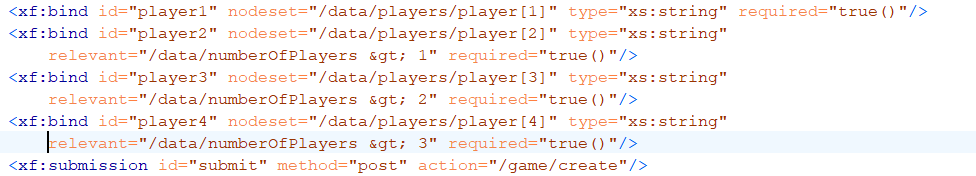 <xf:bind id="player1" nodeset="/data/players/player[1]" type="xs:string" required="true()"/>
<xf:bind id="player2" nodeset="/data/players/player[2]" type="xs:string"
relevant="/data/numberOfPlayers &gt; 1" required="true()"/>
<xf:bind id="player3" nodeset="/data/players/player[3]" type="xs:string"
relevant="/data/numberOfPlayers &gt; 2" required="true()"/>
<xf:bind id="player4" nodeset="/data/players/player[4]" type="xs:string"
relevant="/data/numberOfPlayers &gt; 3" required="true()"/>
<xf:submission id="submit" method="post" action="/game/create"/>